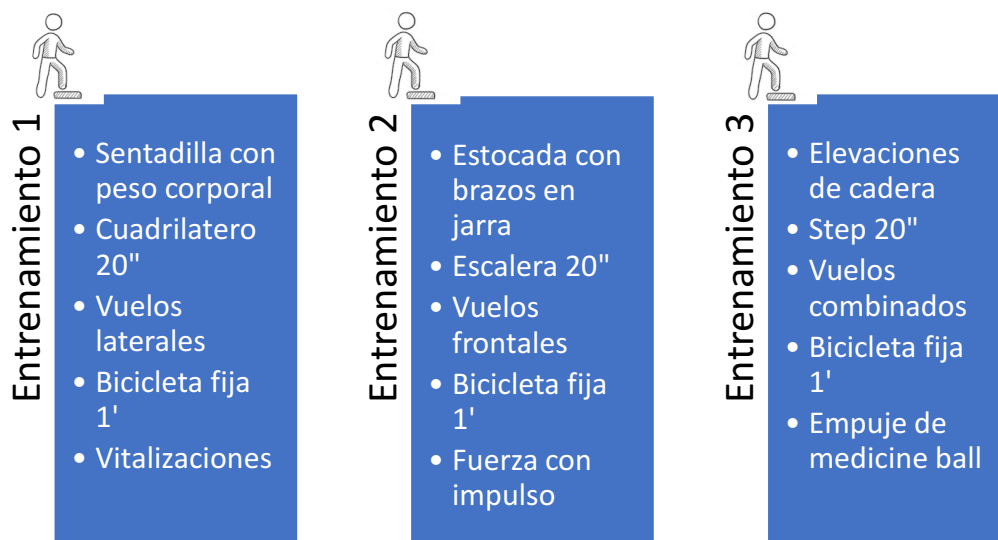 Entrenamiento 1
• Sentadilla con
peso corporal
• Cuadrilatero
20"
• Vuelos
laterales
• Bicicleta fija
1'
• Vitalizaciones
Entrenamiento 2
• Estocada con
brazos en
jarra
• Escalera 20"
• Vuelos
frontales
• Bicicleta fija
1'
• Fuerza con
impulso
Entrenamiento 3
• Elevaciones
de cadera
• Step 20"
• Vuelos
combinados
• Bicicleta fija
1'
• Empuje de
medicine ball